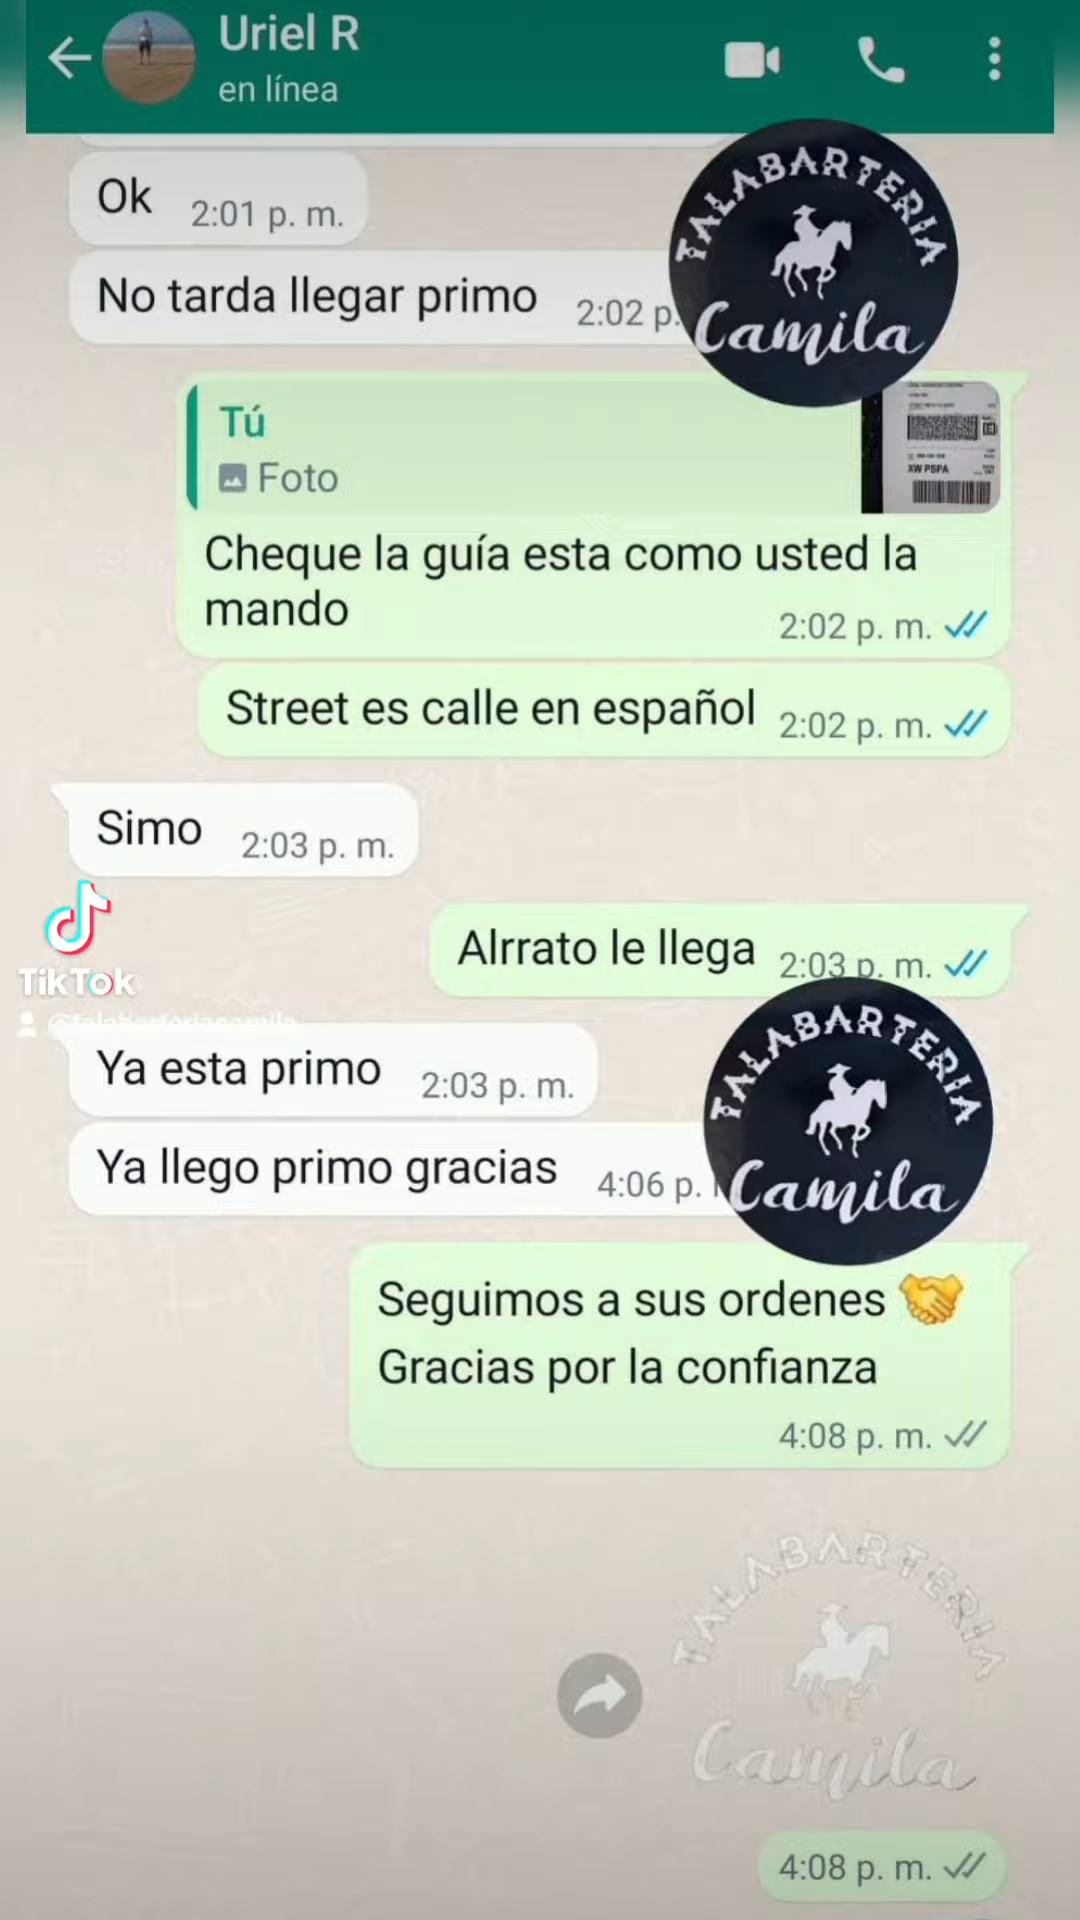 Uriel R
en línea
Ok 2:01 p. m.
No tarda llegar primo 2:02 p.
TALABARTERIA
Camila
Tú
Foto
XW PSPA
Cheque la guía esta como usted la
mando 2:02 p. m.
Street es calle en español 2:02 p. m.
Simo 2:03 p. m.
TikTok
Alrrato le llega 2:03 p. m.
@talabarteriacamila
Ya esta primo 2:03 p. m.
TALABARTERIA
Camila
Ya llego primo gracias 4:06 p.
Seguimos a sus ordenes
Gracias por la confianza
4:08 p. m.
TALABARTERIA
Camila
4:08 p. m.